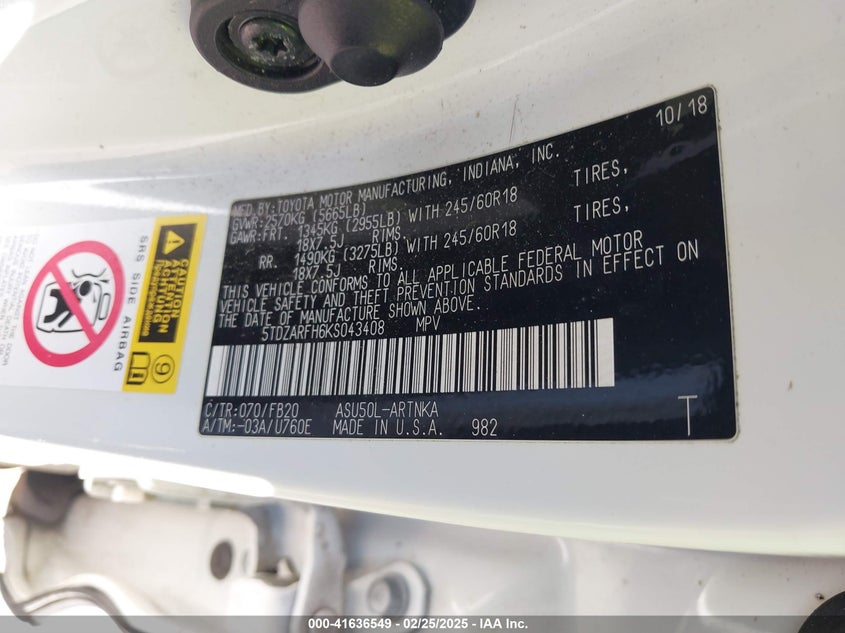 10/18
MFD.BY:TOYOTA MOTOR MANUFACTURING, INDIANA, INC.
GVWR:2570KG (5665LB)
GAWR:FRT. 1345KG (2955LB) WITH 245/60R18 TIRES,
18X7.5J RIMS.
RR. 1490KG (3275LB) WITH 245/60R18 TIRES,
18X7.5J RIMS.
THIS VEHICLE CONFORMS TO ALL APPLICABLE FEDERAL MOTOR
VEHICLE SAFETY AND THEFT PREVENTION STANDARDS IN EFFECT ON
THE DATE OF MANUFACTURE SHOWN ABOVE.
5TDZARFH6KS043408 MPV
C/TR:070/FB20 ASU50L-ARTNKA T
A/TM:-03A/U760E MADE IN U.S.A. 982
SRS SIDE AIRBAG
CAUTION
ATTENTION
ACHTUNG
9
000-41636549 — 02/25/2025 — IAA Inc.